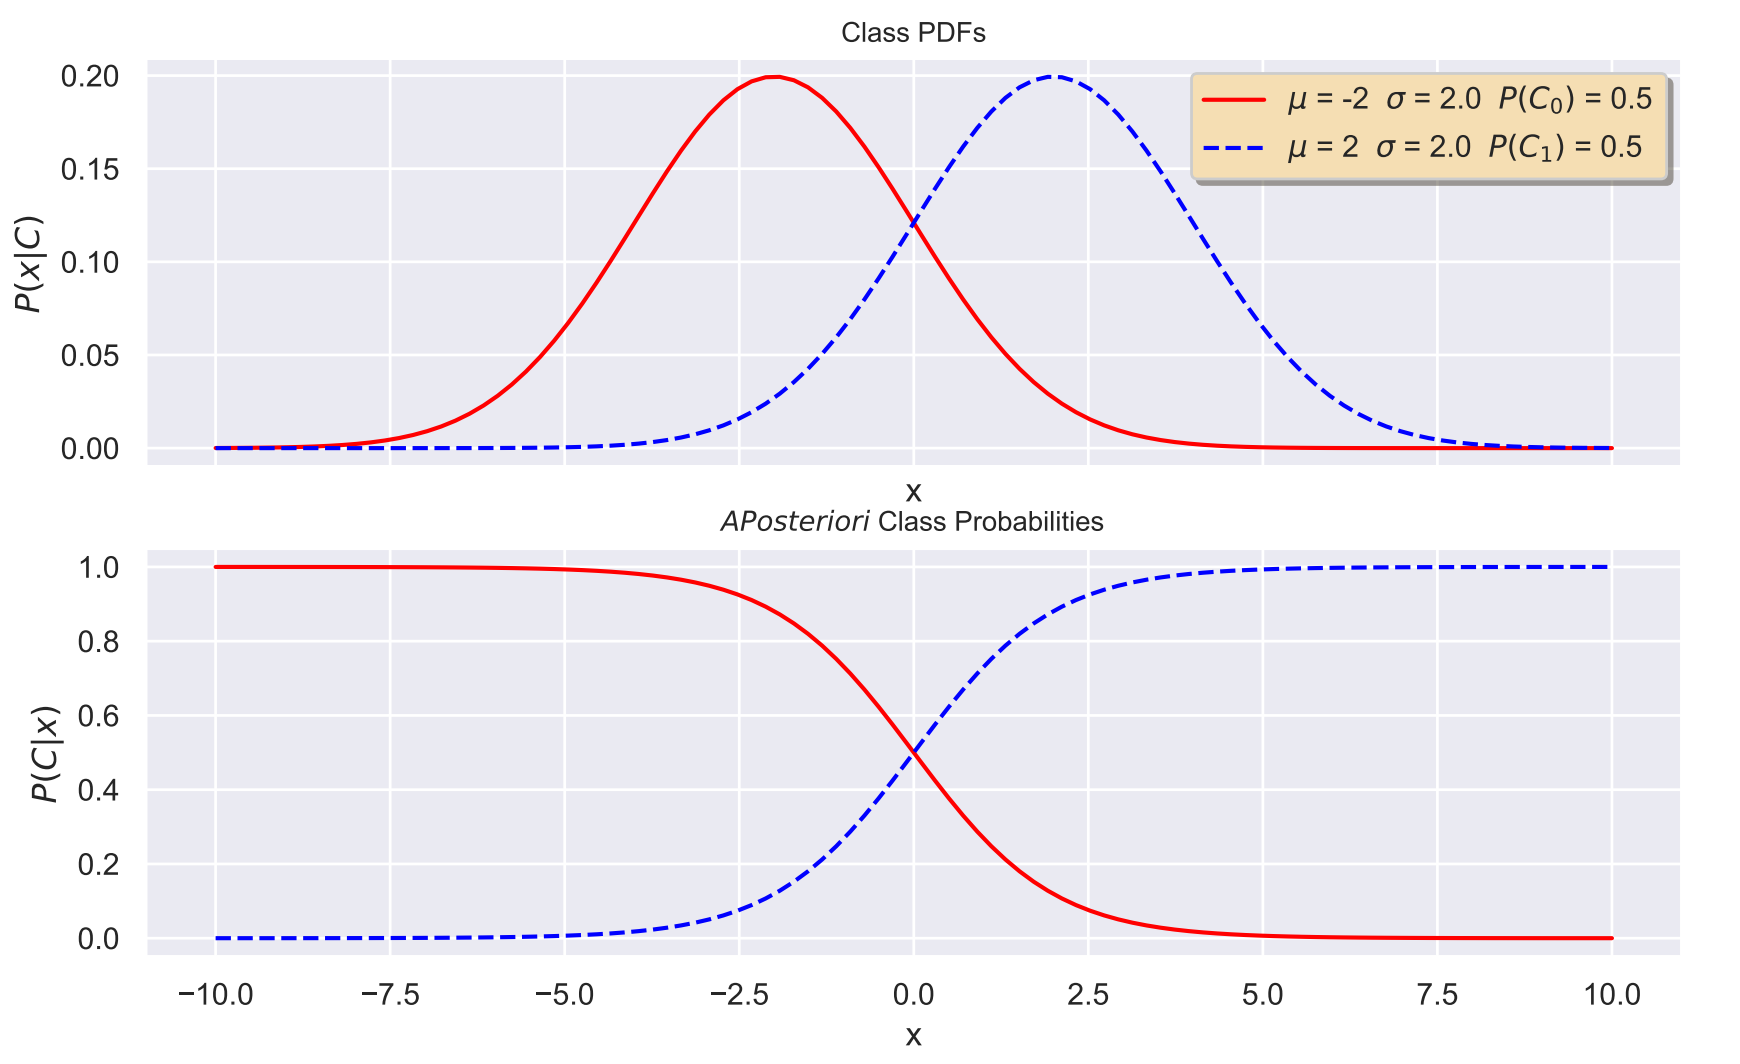 Class PDFs
P(x|C)
0.20
0.15
0.10
0.05
0.00
μ = -2 σ = 2.0 P(C₀) = 0.5
μ = 2 σ = 2.0 P(C₁) = 0.5
x
APosteriori Class Probabilities
P(C|x)
1.0
0.8
0.6
0.4
0.2
0.0
−10.0 −7.5 −5.0 −2.5 0.0 2.5 5.0 7.5 10.0
x